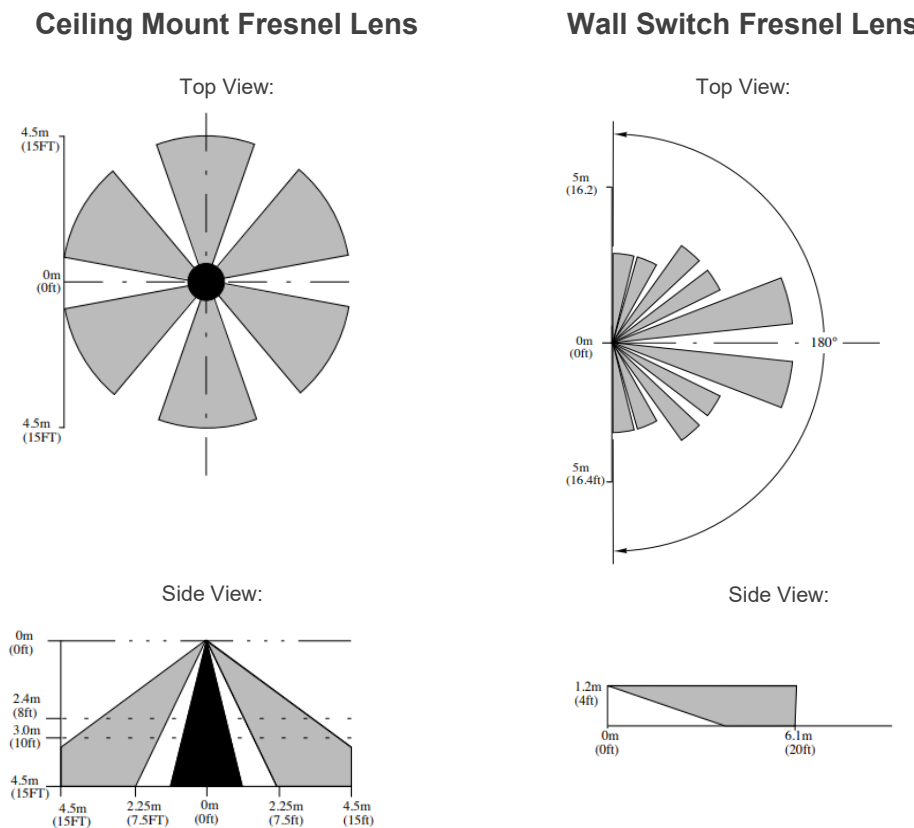 Ceiling Mount Fresnel Lens
Top View:
4.5m
(15FT)
0m
(0ft)
4.5m
(15FT)
Side View:
0m
(0ft)
2.4m
(8ft)
3.0m
(10ft)
4.5m
(15FT)
4.5m
(15FT)
2.25m
(7.5FT)
0m
(0ft)
2.25m
(7.5ft)
4.5m
(15ft)
Wall Switch Fresnel Lens
Top View:
5m
(16.2)
0m
(0ft)
180°
5m
(16.4ft)
Side View:
1.2m
(4ft)
0m
(0ft)
6.1m
(20ft)